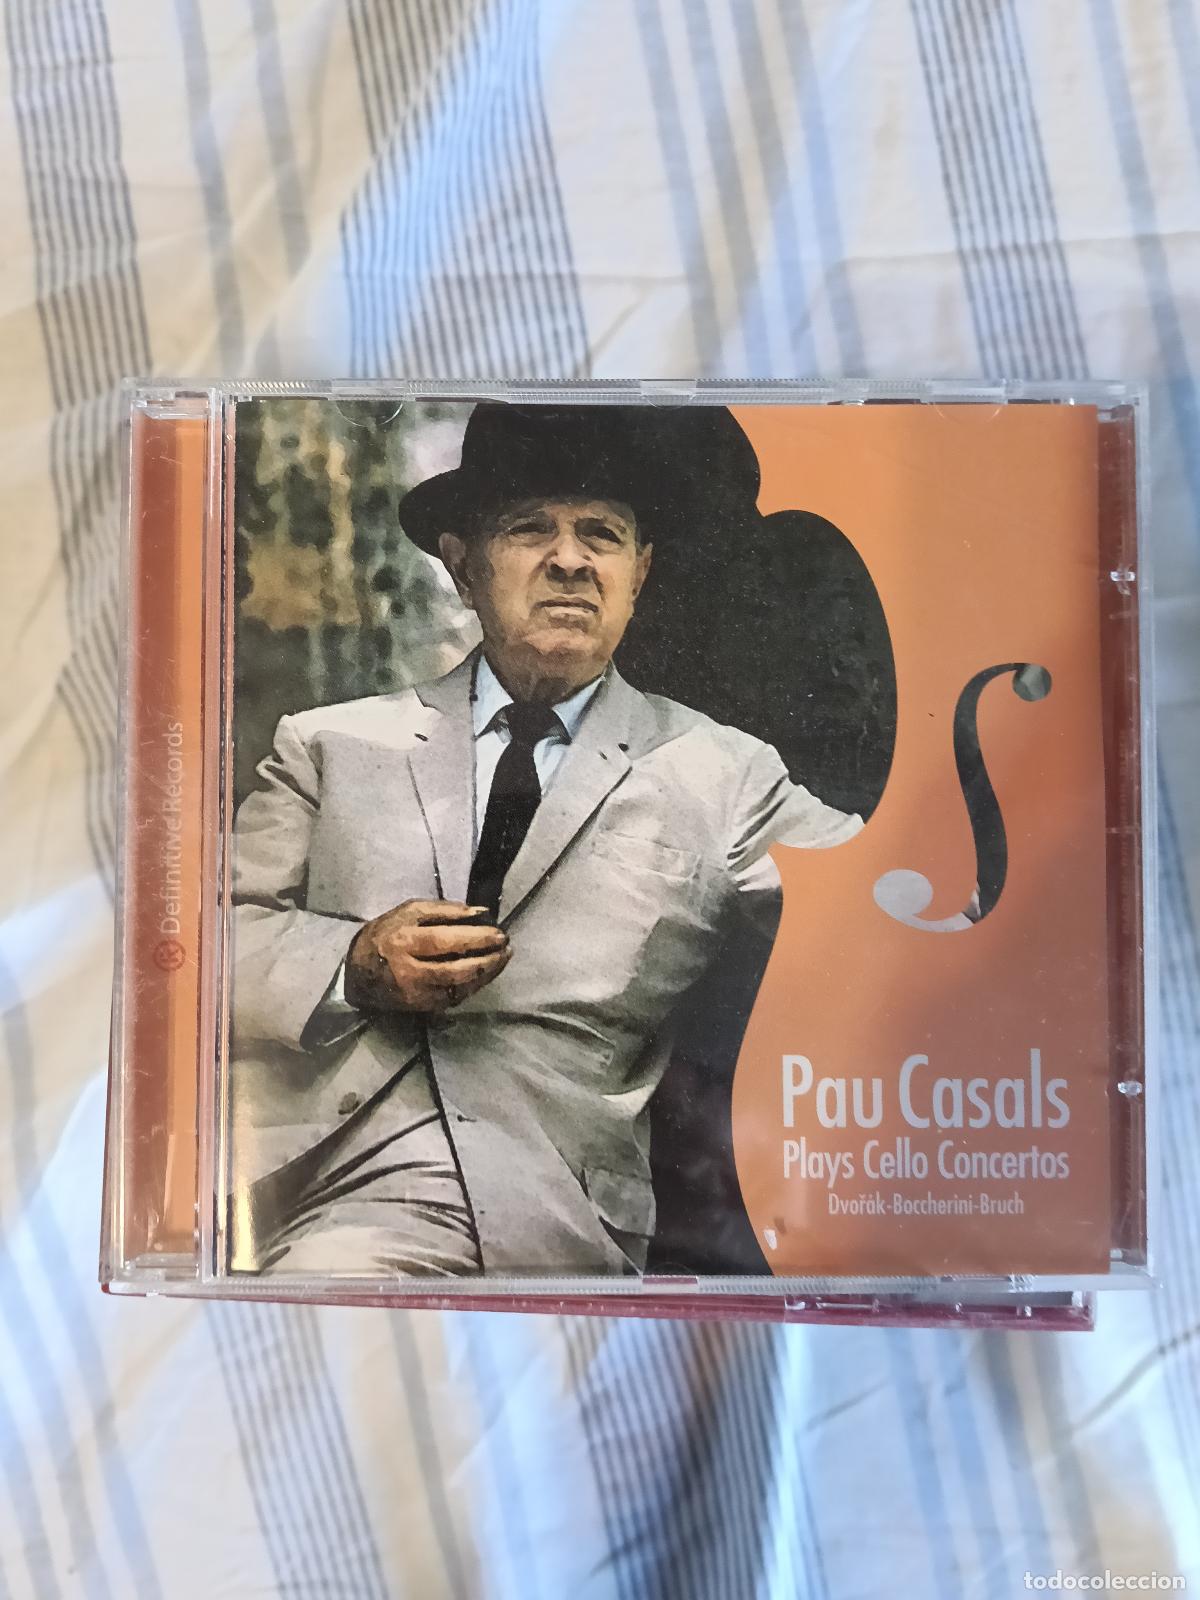 ® Definitive Records
Pau Casals
Plays Cello Concertos
Dvořák-Boccherini-Bruch
todocoleccion